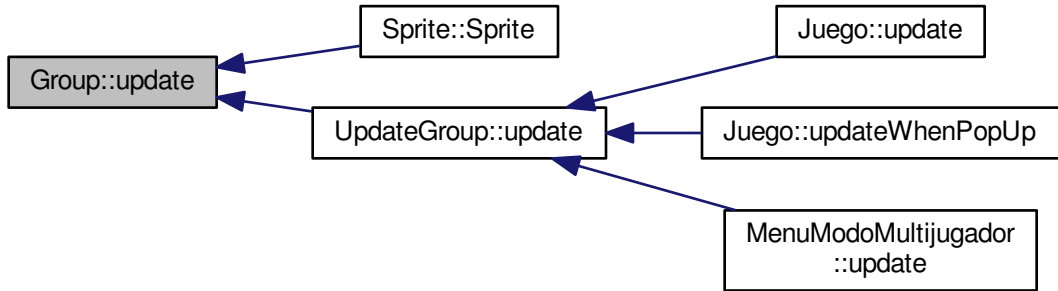 Group::update
Sprite::Sprite
UpdateGroup::update
Juego::update
Juego::updateWhenPopUp
MenuModoMultijugador
::update